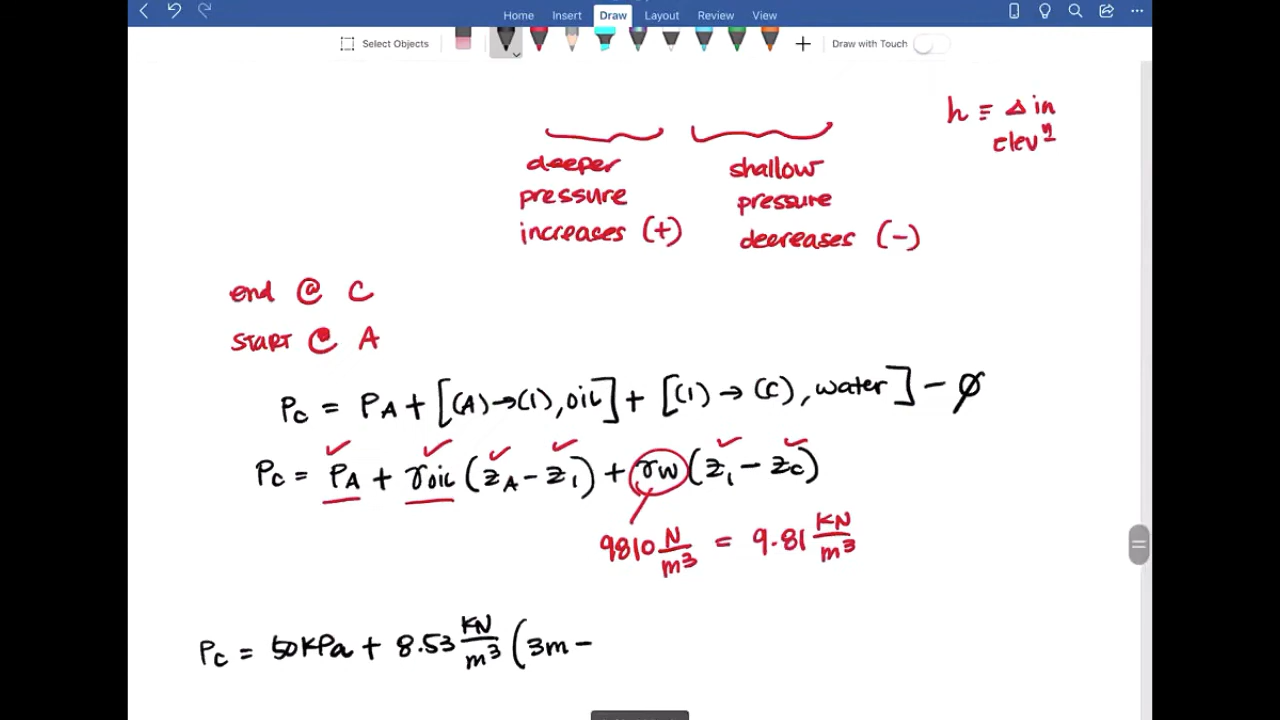 Home Insert Draw Layout Review View
Select Objects
Draw with Touch
h ≡ Δ in
elevⁿ
deeper
pressure
increases (+)
shallow
pressure
decreases (-)
end @ C
START @ A
Pc = PA + [(A)→(1), oil] + [(1)→(C), water] - ∅
Pc = PA + γoil (zA - z1) + γw (z1 - zc)
9810 N/m³ = 9.81 KN/m³
Pc = 50 KPa + 8.53 KN/m³ (3m -